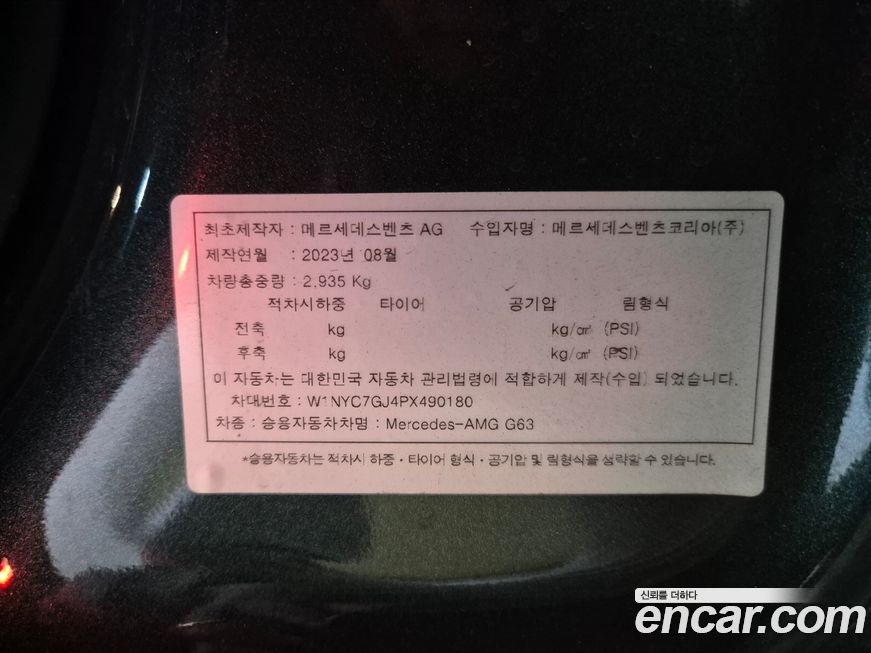 최초제작자 : 메르세데스벤츠 AG 수입자명 : 메르세데스벤츠코리아(주)
제작연월 : 2023년 08월
차량총중량 : 2,935 Kg
적차시하중 타이어 공기압 림형식
전축 kg kg/㎠ (PSI)
후축 kg kg/㎠ (PSI)
이 자동차는 대한민국 자동차 관리법령에 적합하게 제작(수입) 되었습니다.
차대번호 : W1NYC7GJ4PX490180
차종 : 승용자동차차명 : Mercedes-AMG G63
*승용자동차는 적차시 하중·타이어 형식·공기압 및 림형식을 생략할 수 있습니다.
신뢰를 더하다
encar.com